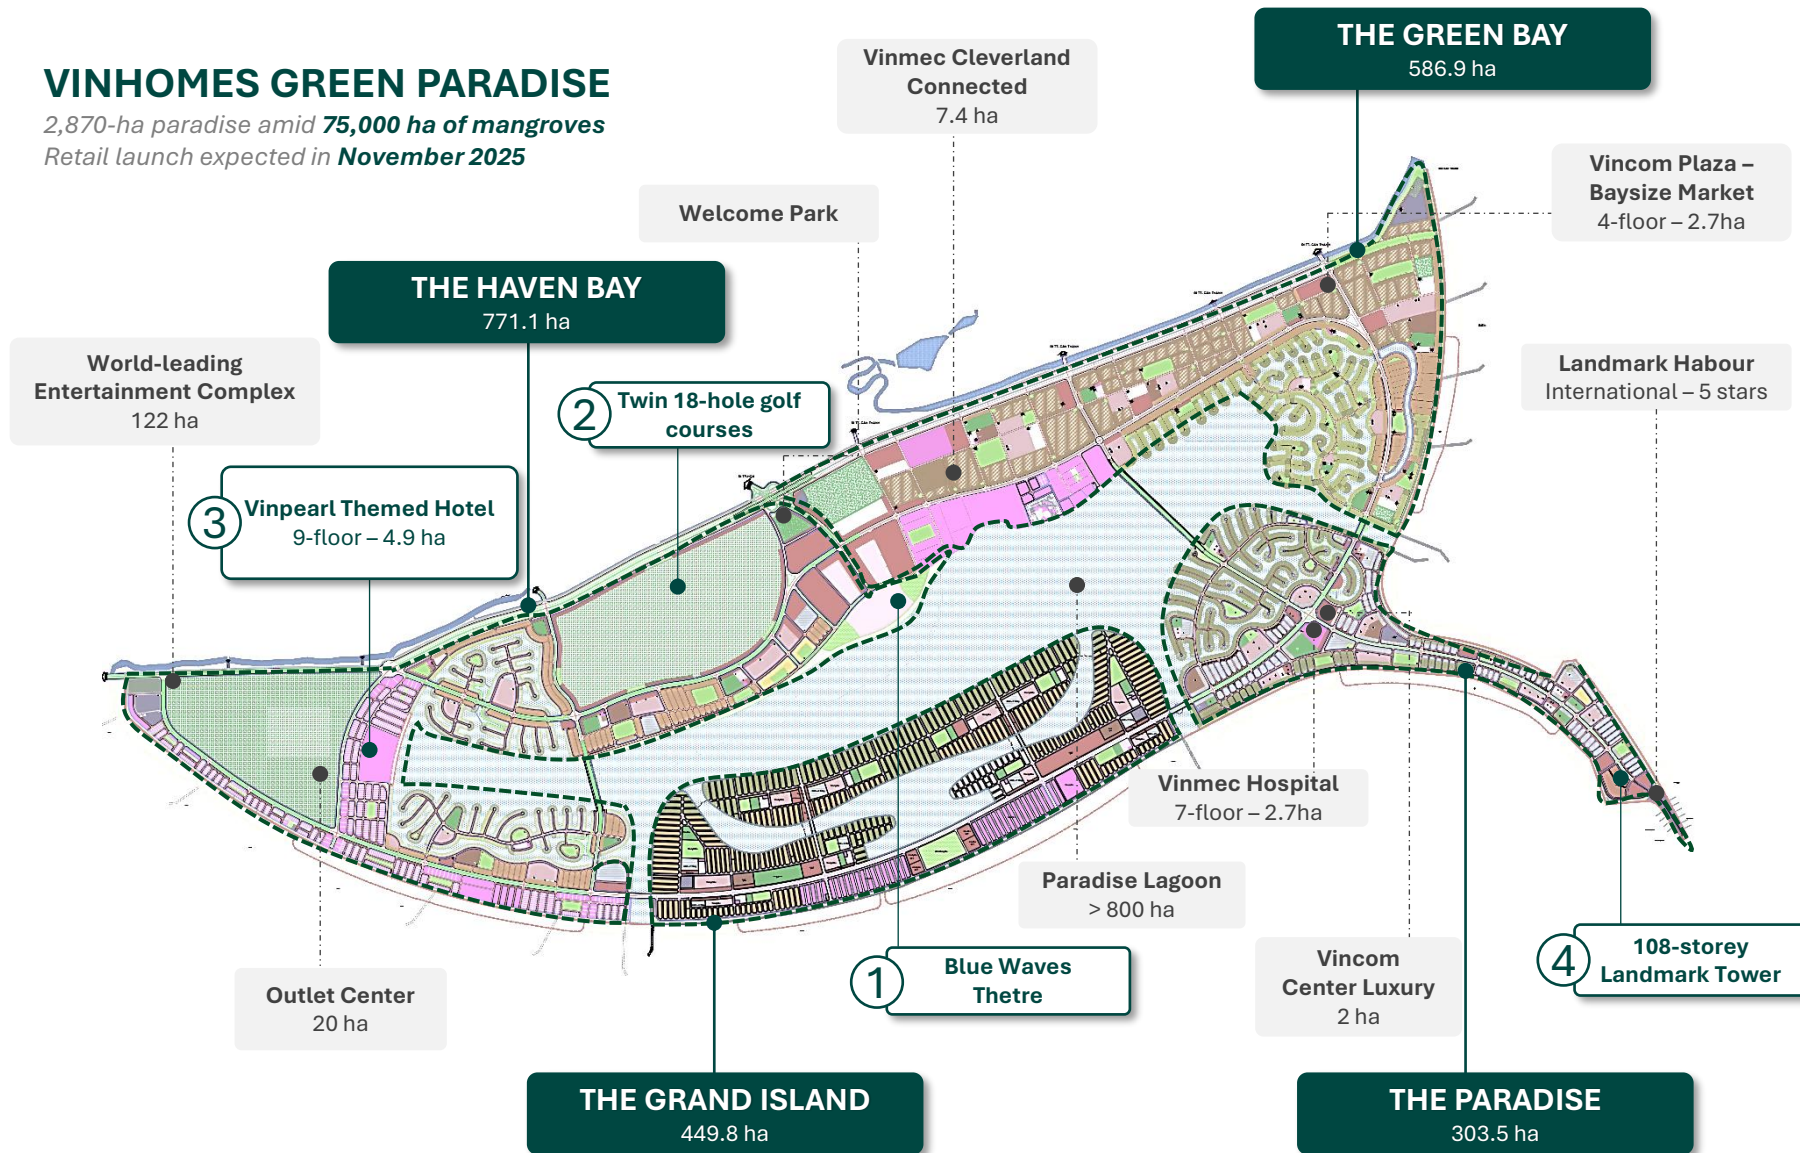 VINHOMES GREEN PARADISE
2,870-ha paradise amid 75,000 ha of mangroves
Retail launch expected in November 2025
THE GREEN BAY
586.9 ha
Vinmec Cleverland
Connected
7.4 ha
Vincom Plaza –
Baysize Market
4-floor – 2.7ha
Welcome Park
THE HAVEN BAY
771.1 ha
World-leading
Entertainment Complex
122 ha
Landmark Habour
International – 5 stars
2
Twin 18-hole golf
courses
3
Vinpearl Themed Hotel
9-floor – 4.9 ha
Vinmec Hospital
7-floor – 2.7ha
Paradise Lagoon
> 800 ha
1
Blue Waves
Thetre
Vincom
Center Luxury
2 ha
4
108-storey
Landmark Tower
Outlet Center
20 ha
THE GRAND ISLAND
449.8 ha
THE PARADISE
303.5 ha